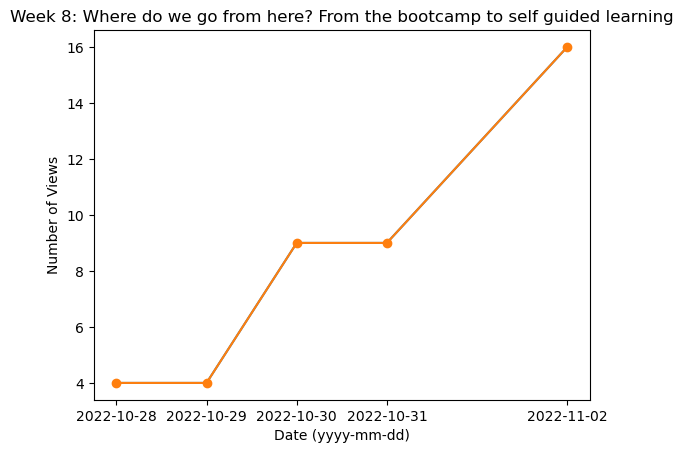 Week 8: Where do we go from here? From the bootcamp to self guided learning
16
14
12
10
8
6
4
Number of Views
2022-10-28 2022-10-29 2022-10-30 2022-10-31 2022-11-02
Date (yyyy-mm-dd)